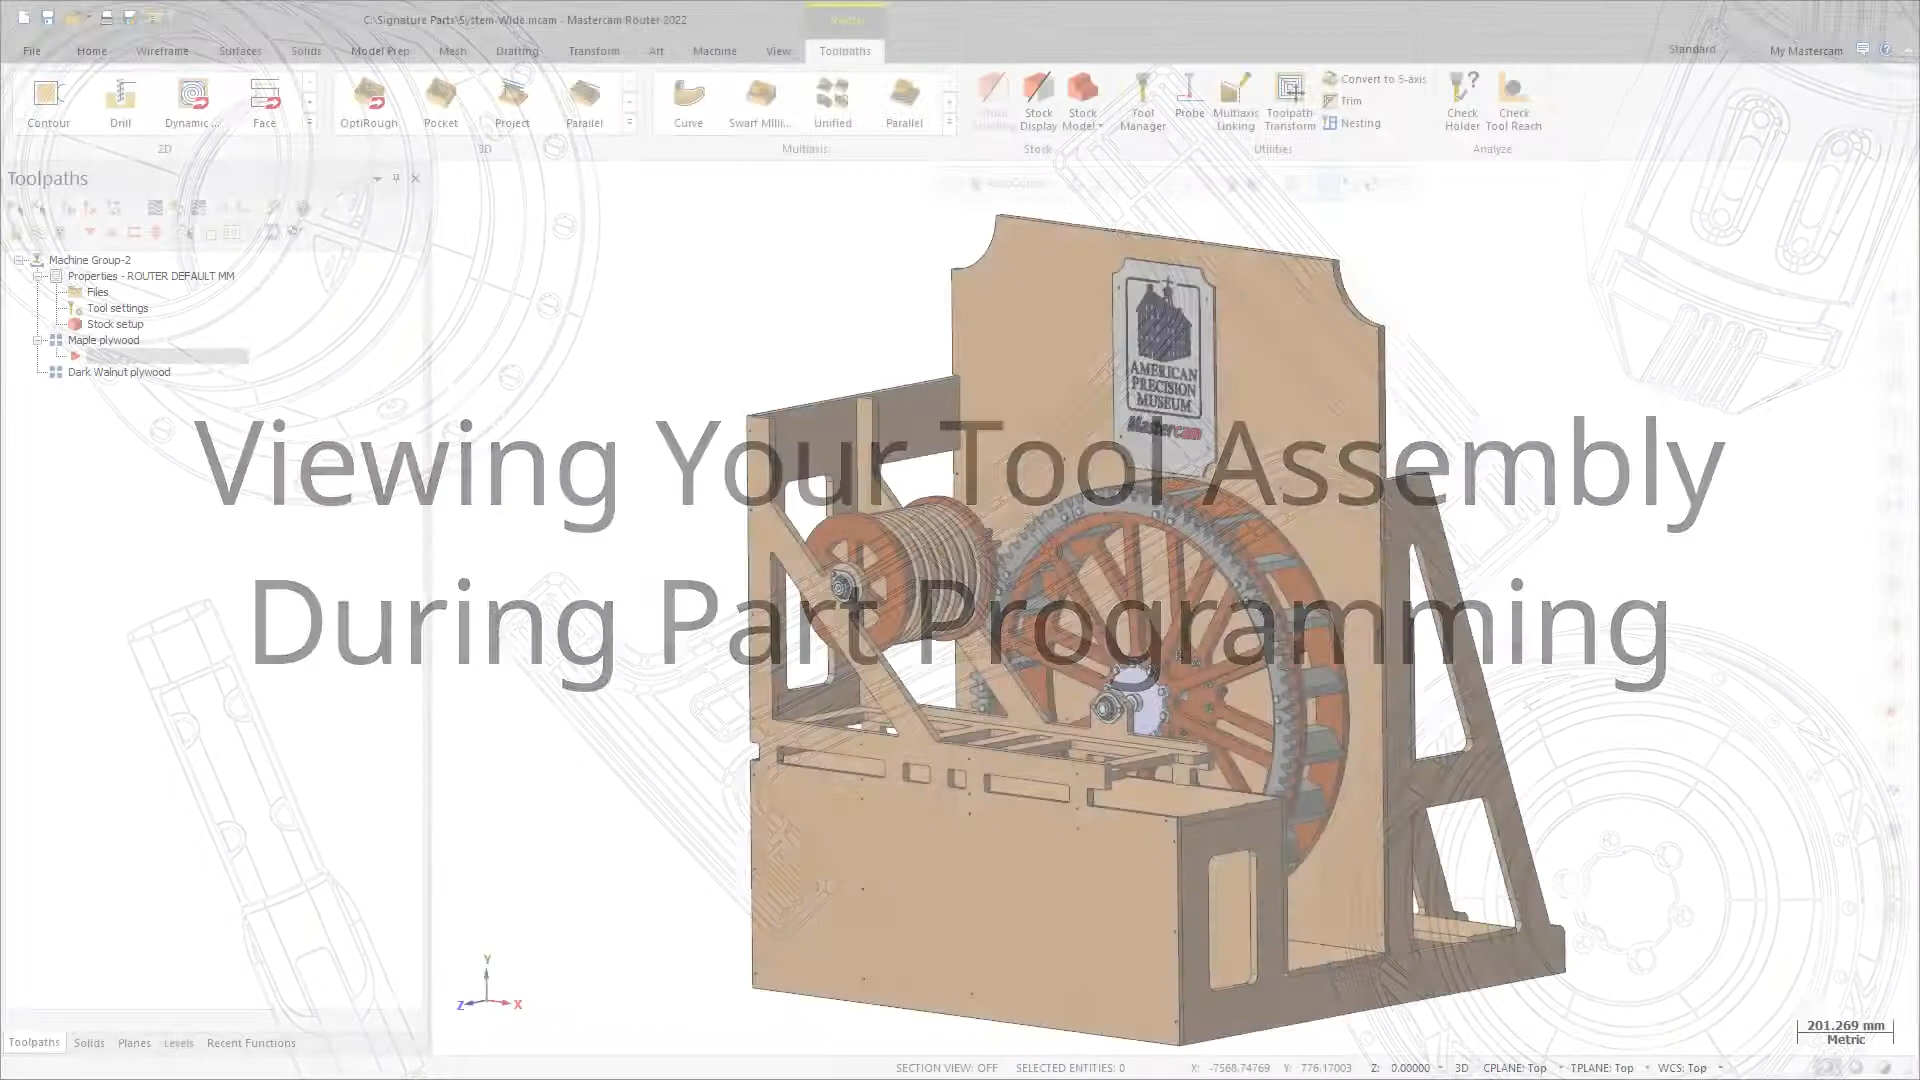 C:\Signature Parts\System-Wide.mcam - Mastercam Router 2022
Router
File Home Wireframe Surfaces Solids Model Prep Mesh Drafting Transform Art Machine View Toolpaths
Standard My Mastercam
Contour Drill Dynamic ... Face
2D
OptiRough Pocket Project Parallel
3D
Curve Swarf Milli... Unified Parallel
Multiaxis
Stock Display
Stock Model
Stock
Tool Manager
Probe
Multiaxis Linking
Toolpath Transform
Convert to 5-axis
Trim
Nesting
Utilities
Check Holder
Check Tool Reach
Analyze
Toolpaths
Machine Group-2
Properties - ROUTER DEFAULT MM
Files
Tool settings
Stock setup
Maple plywood
Dark Walnut plywood
AMERICAN
PRECISION
MUSEUM
Mastercam
Viewing Your Tool Assembly
During Part Programming
Y
Z X
201.269 mm
Metric
Toolpaths Solids Planes Levels Recent Functions
SECTION VIEW: OFF SELECTED ENTITIES: 0 X: -7568.74769 Y: 776.17003 Z: 0.00000 3D CPLANE: Top TPLANE: Top WCS: Top